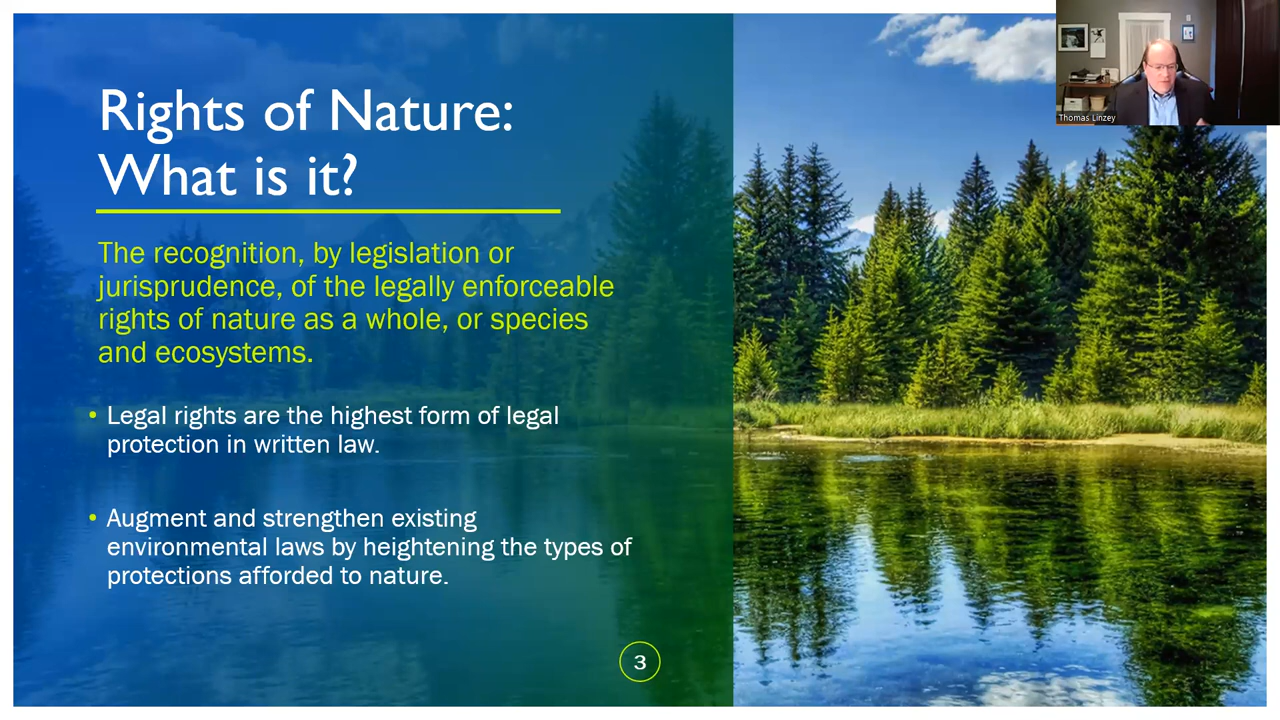 Rights of Nature:
What is it?
The recognition, by legislation or
jurisprudence, of the legally enforceable
rights of nature as a whole, or species
and ecosystems.
• Legal rights are the highest form of legal
protection in written law.
• Augment and strengthen existing
environmental laws by heightening the types of
protections afforded to nature.
3
Thomas Linzey